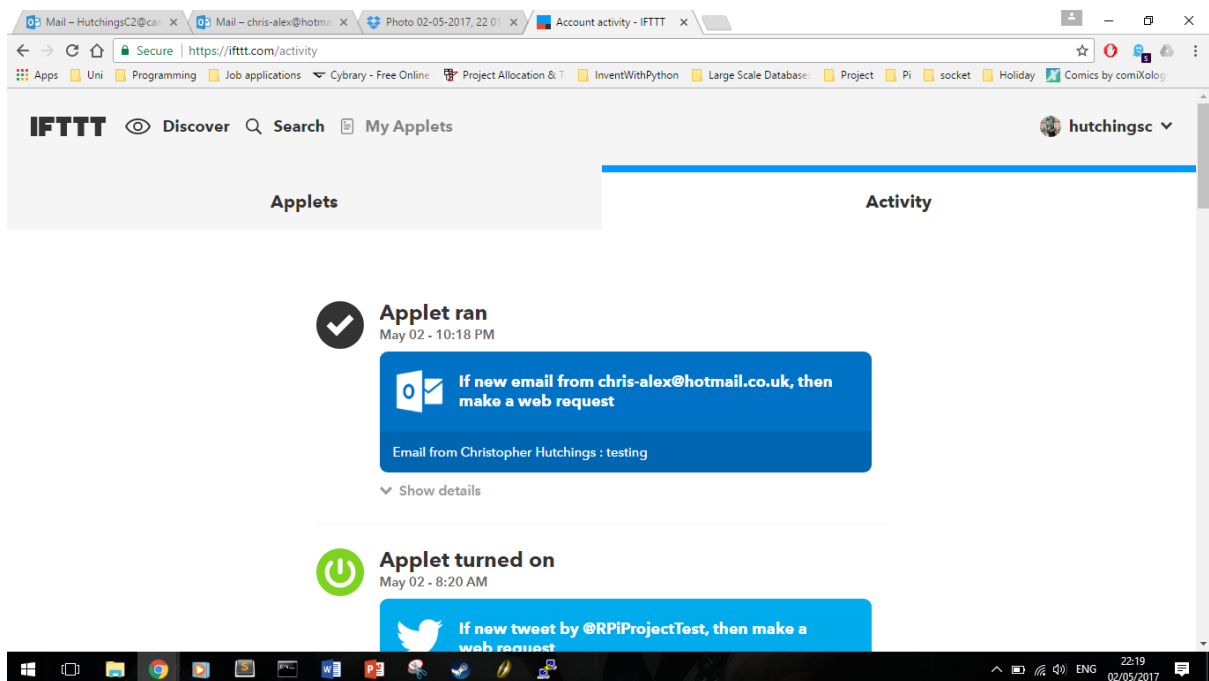 Mail – HutchingsC2@car
Mail – chris-alex@hotma
Photo 02-05-2017, 22 01
Account activity - IFTTT
Secure | https://ifttt.com/activity
Apps Uni Programming Job applications Cybrary - Free Online Project Allocation & T InventWithPython Large Scale Database: Project Pi socket Holiday Comics by comiXolog
IFTTT Discover Search My Applets hutchingsc
Applets Activity
Applet ran
May 02 - 10:18 PM
If new email from chris-alex@hotmail.co.uk, then
make a web request
Email from Christopher Hutchings : testing
Show details
Applet turned on
May 02 - 8:20 AM
If new tweet by @RPiProjectTest, then make a
web request
ENG 22:19
02/05/2017